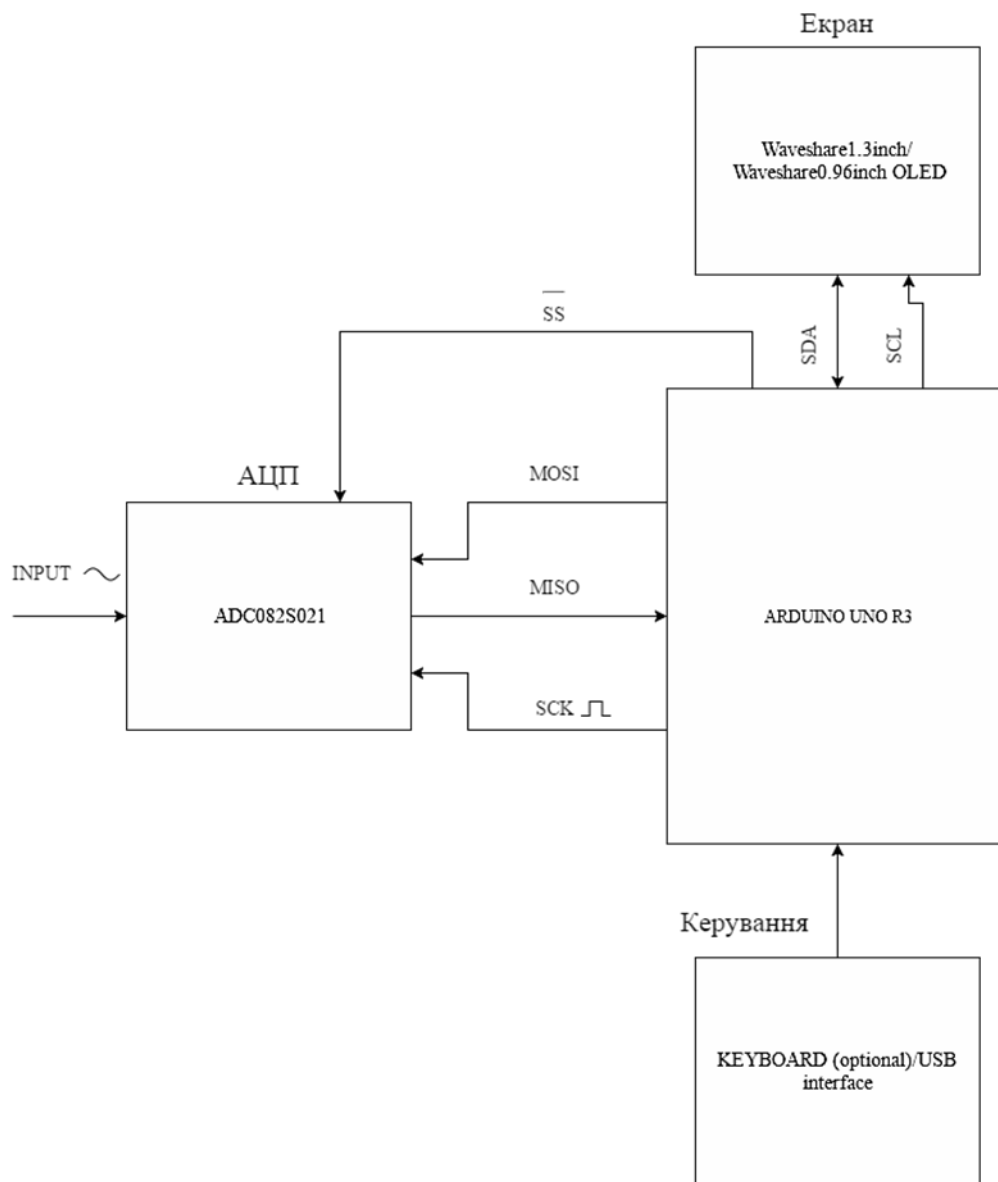 Екран
Waveshare1.3inch/
Waveshare0.96inch OLED
SS
SDA
SCL
АЦП
MOSI
INPUT
MISO
ADC082S021
ARDUINO UNO R3
SCK
Керування
KEYBOARD (optional)/USB
interface